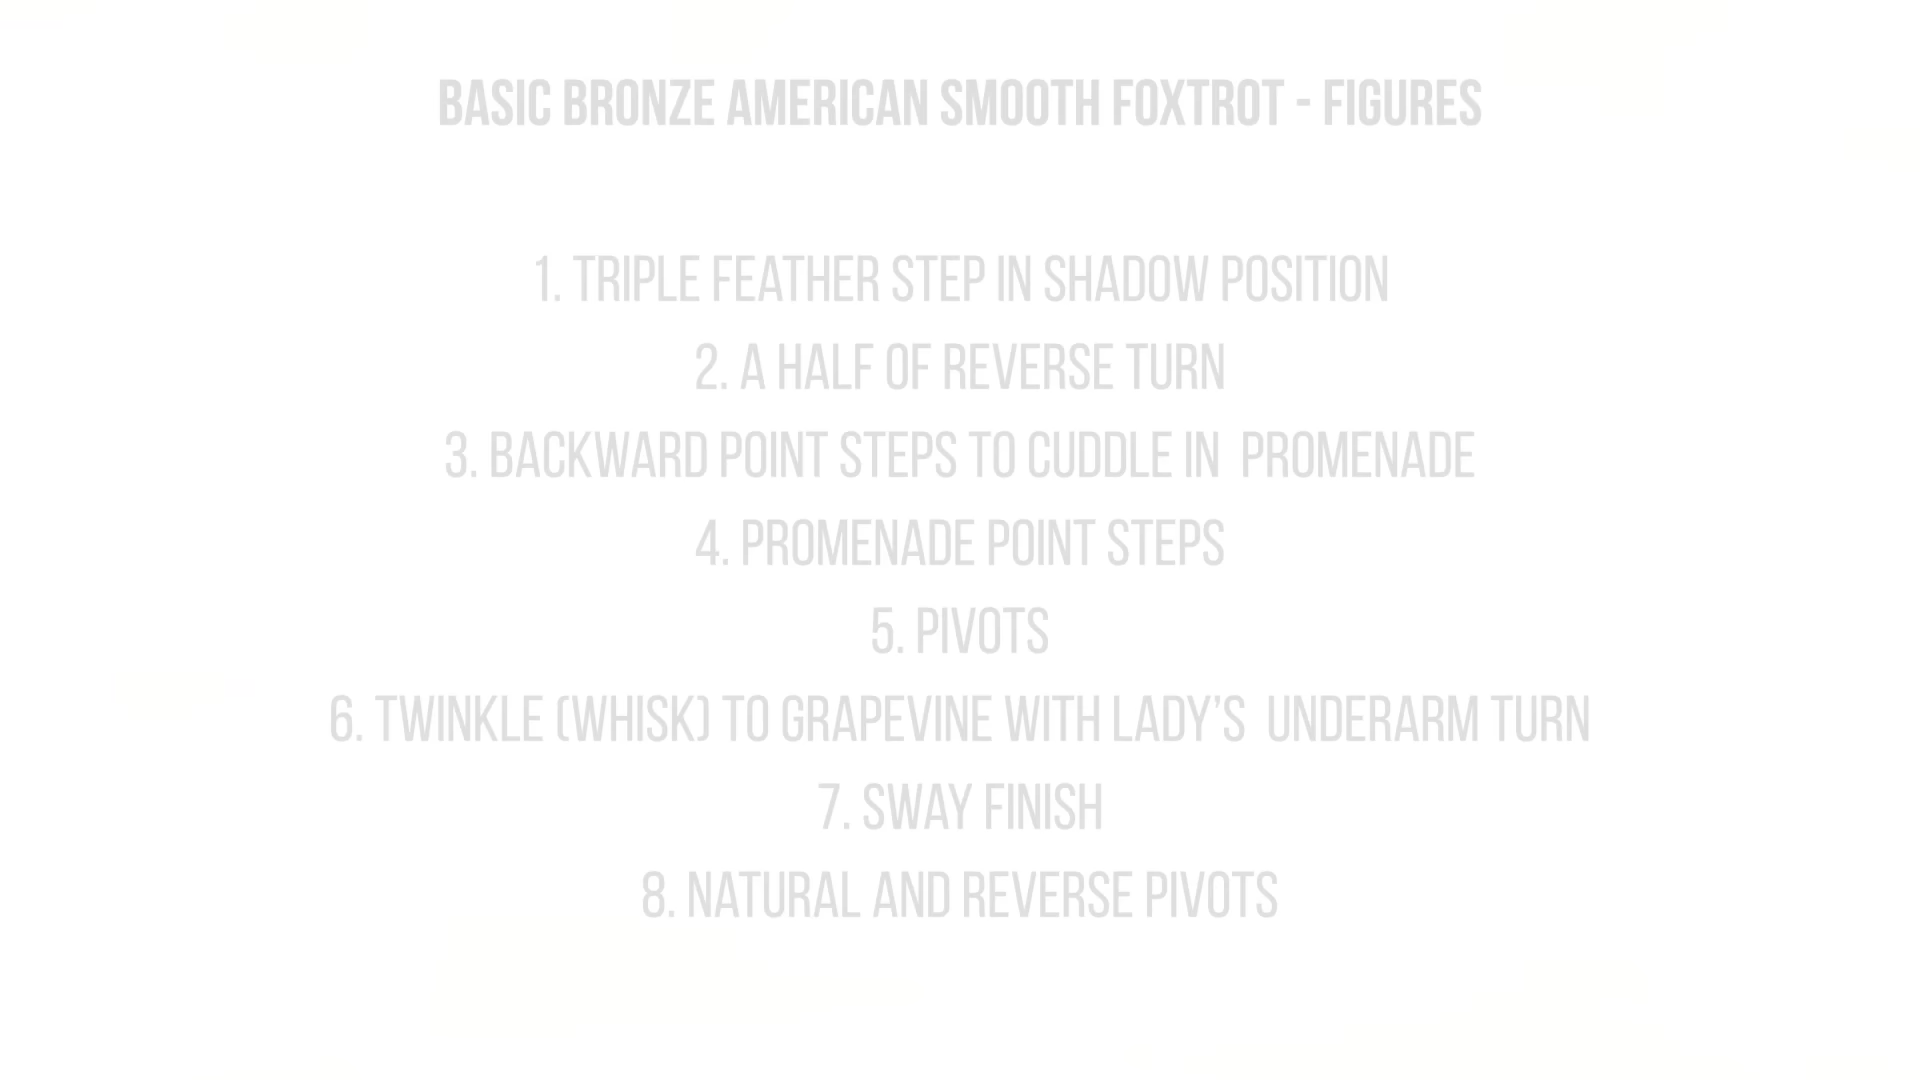 BASIC BRONZE AMERICAN SMOOTH FOXTROT - FIGURES
1. TRIPLE FEATHER STEP IN SHADOW POSITION
2. A HALF OF REVERSE TURN
3. BACKWARD POINT STEPS TO CUDDLE IN PROMENADE
4. PROMENADE POINT STEPS
5. PIVOTS
6. TWINKLE (WHISK) TO GRAPEVINE WITH LADY'S UNDERARM TURN
7. SWAY FINISH
8. NATURAL AND REVERSE PIVOTS